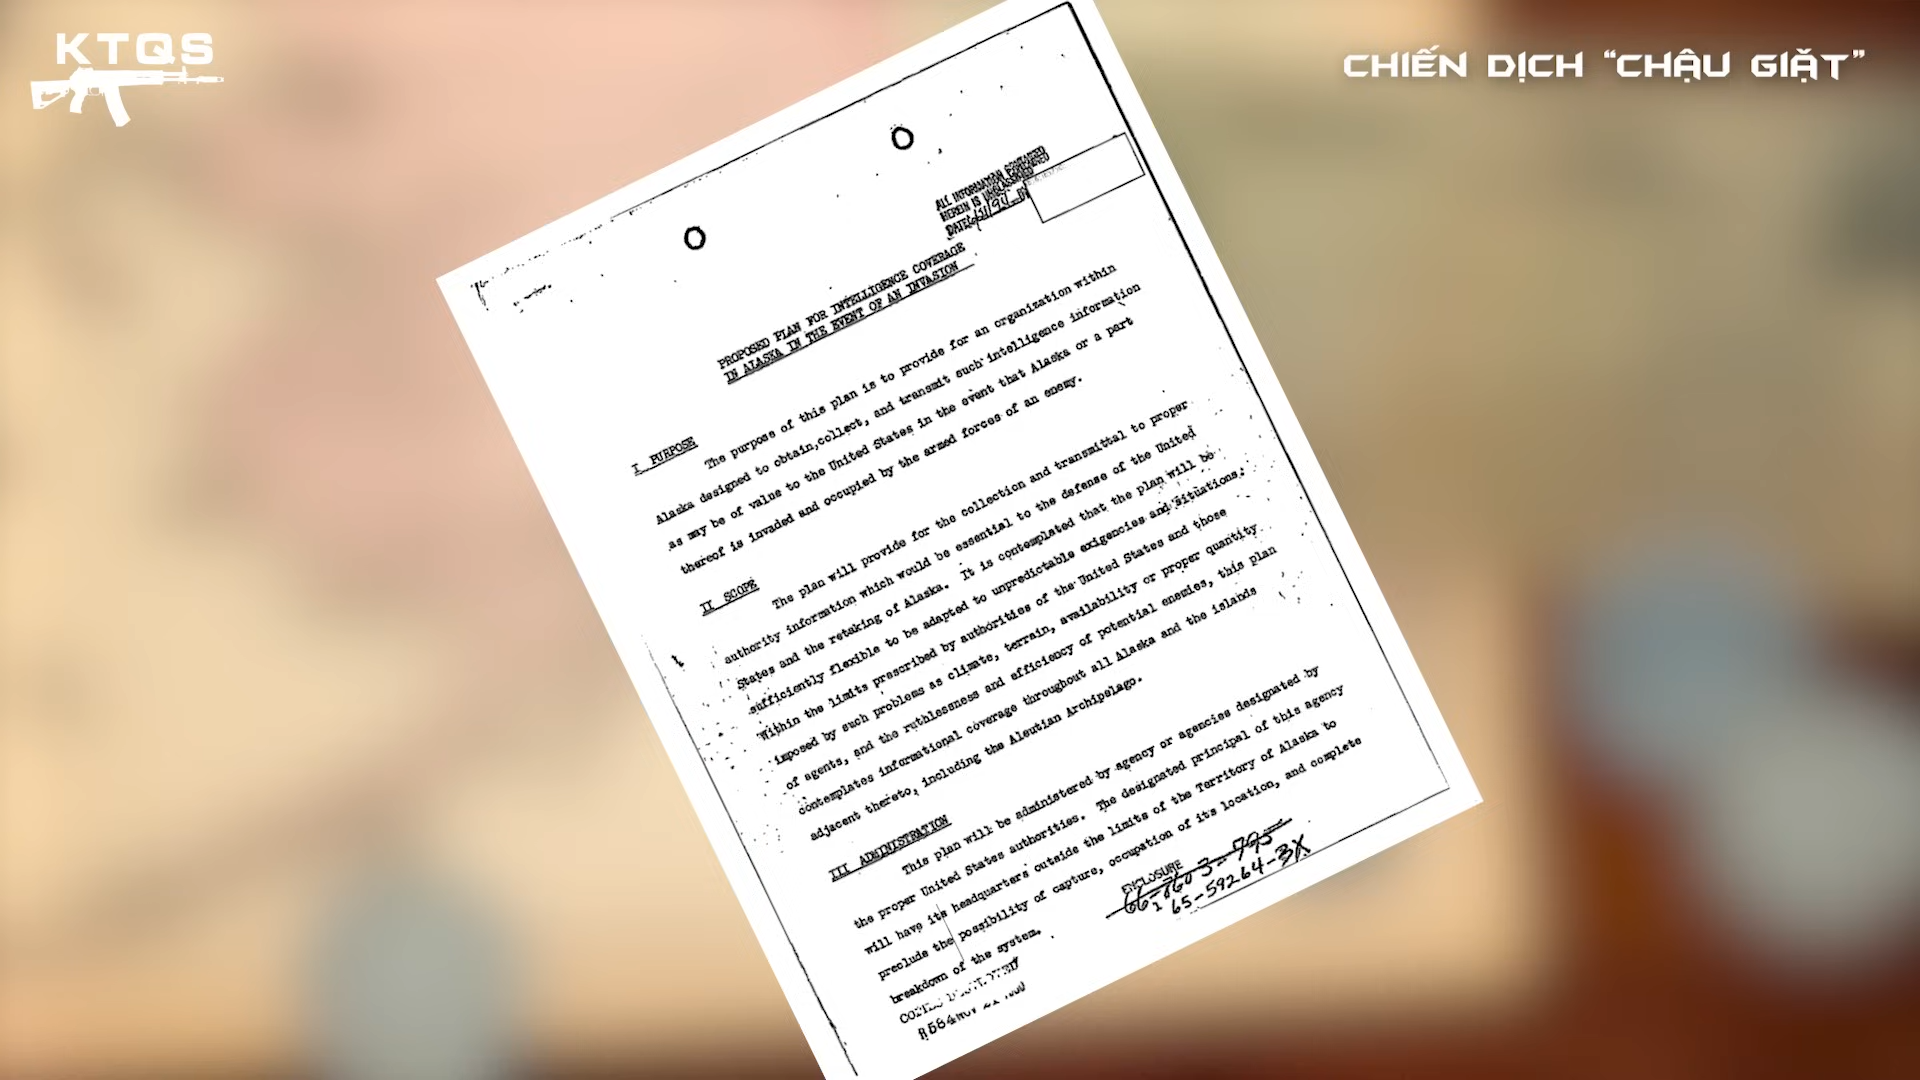 KTQS
CHIẾN DỊCH “CHẬU GIẶT”
ALL INFORMATION CONTAINED
HEREIN IS UNCLASSIFIED
DATE
PROPOSED PLAN FOR INTELLIGENCE COVERAGE
IN ALASKA IN THE EVENT OF AN INVASION
I PURPOSE
The purpose of this plan is to provide for an organization within
Alaska designed to obtain, collect, and transmit such intelligence information
as may be of value to the United States in the event that Alaska or a part
thereof is invaded and occupied by the armed forces of an enemy.
II SCOPE
The plan will provide for the collection and transmittal to proper
authority information which would be essential to the defense of the United
States and the retaking of Alaska. It is contemplated that the plan will be
sufficiently flexible to be adapted to unpredictable exigencies and situations.
Within the limits prescribed by authorities of the United States and those
imposed by such problems as climate, terrain, availability or proper quantity
of agents, and the ruthlessness and efficiency of potential enemies, this plan
contemplates informational coverage throughout all Alaska and the islands
adjacent thereto, including the Aleutian Archipelago.
III ADMINISTRATION
This plan will be administered by agency or agencies designated by
the proper United States authorities. The designated principal of this agency
will have its headquarters outside the limits of the Territory of Alaska to
preclude the possibility of capture, occupation of its location, and complete
breakdown of the system.
ENCLOSURE
65-59264-3X